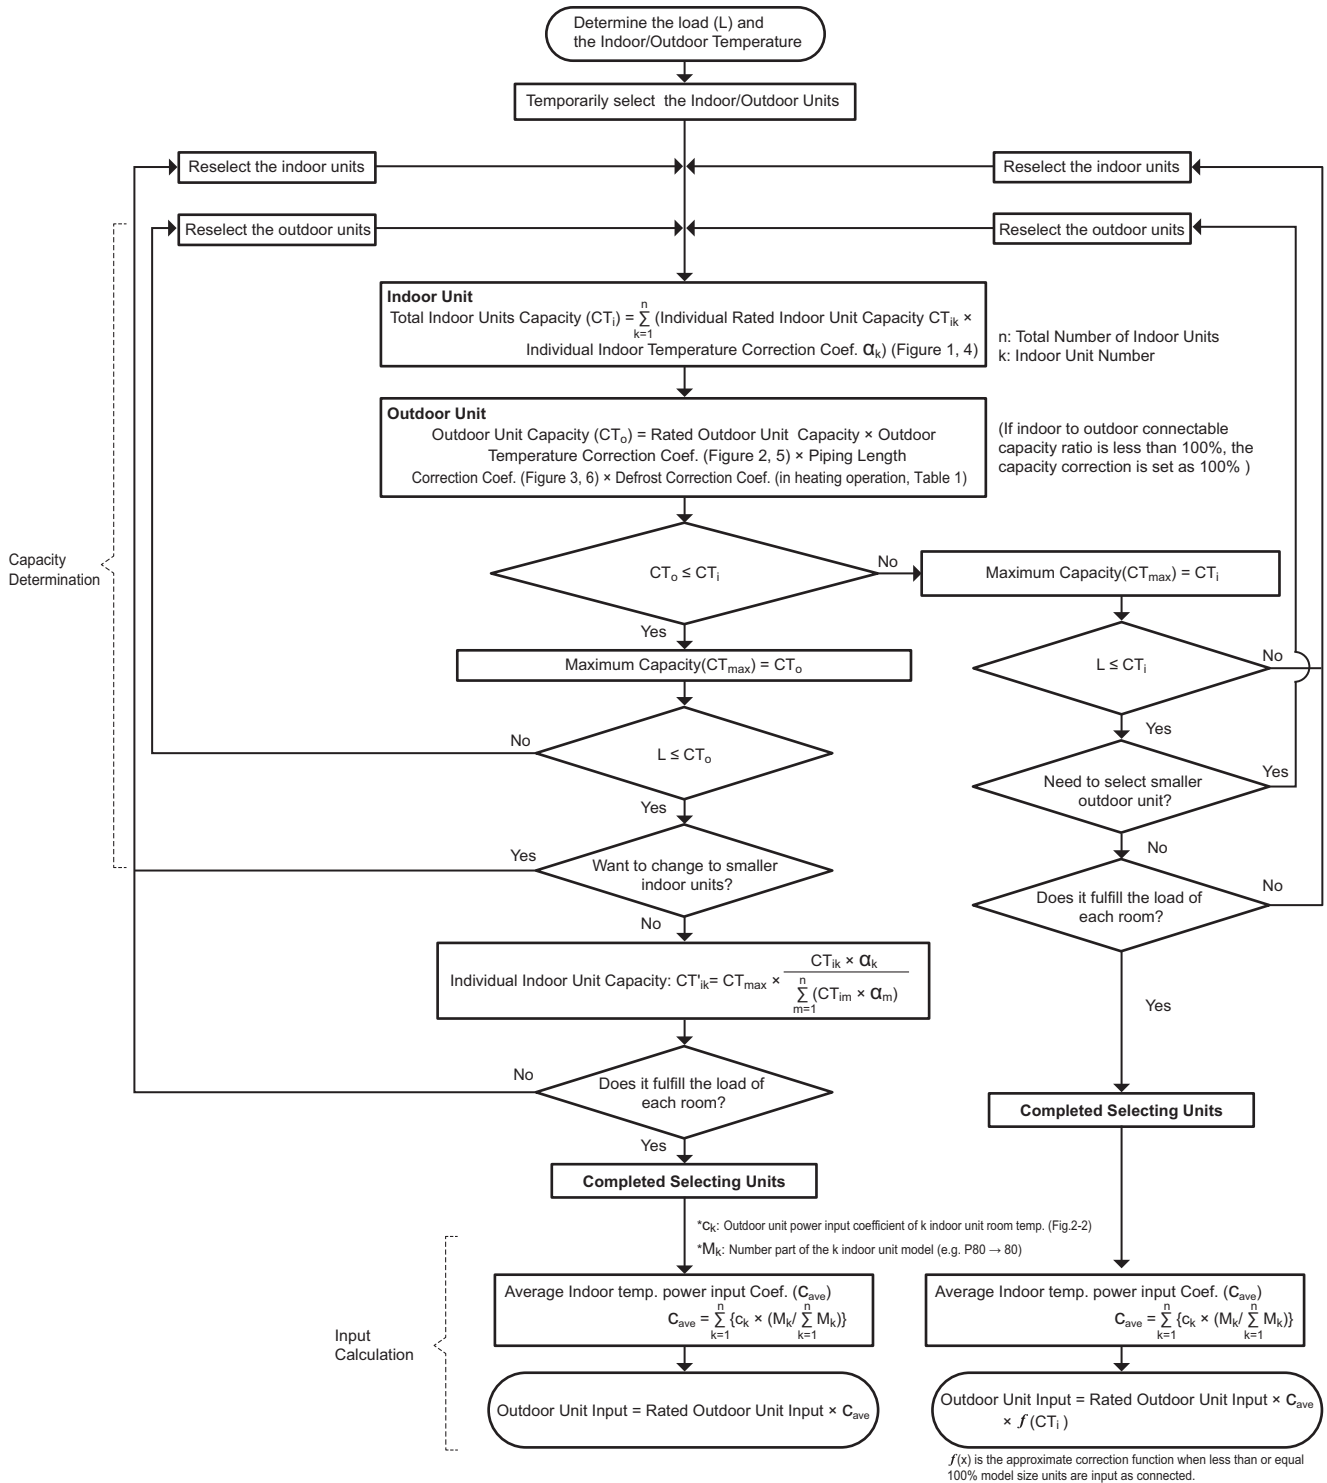 Determine the load (L) and
the Indoor/Outdoor Temperature
Temporarily select the Indoor/Outdoor Units
Reselect the indoor units
Reselect the indoor units
Reselect the outdoor units
Reselect the outdoor units
Indoor Unit
Total Indoor Units Capacity (CTi) = n∑k=1 (Individual Rated Indoor Unit Capacity CTik ×
Individual Indoor Temperature Correction Coef. αk) (Figure 1, 4)
n: Total Number of Indoor Units
k: Indoor Unit Number
Outdoor Unit
Outdoor Unit Capacity (CTo) = Rated Outdoor Unit Capacity × Outdoor
Temperature Correction Coef. (Figure 2, 5) × Piping Length
Correction Coef. (Figure 3, 6) × Defrost Correction Coef. (in heating operation, Table 1)
(If indoor to outdoor connectable
capacity ratio is less than 100%, the
capacity correction is set as 100% )
Capacity
Determination
CTo ≤ CTi
No
Maximum Capacity(CTmax) = CTi
Yes
Maximum Capacity(CTmax) = CTo
L ≤ CTi
No
Yes
L ≤ CTo
No
Yes
Need to select smaller
outdoor unit?
Yes
No
Want to change to smaller
indoor units?
Yes
No
Does it fulfill the load of
each room?
No
Yes
Individual Indoor Unit Capacity: CT'ik= CTmax × CTik × αk / n∑m=1 (CTim × αm)
Does it fulfill the load of
each room?
No
Yes
Completed Selecting Units
Completed Selecting Units
*ck: Outdoor unit power input coefficient of k indoor unit room temp. (Fig.2-2)
*Mk: Number part of the k indoor unit model (e.g. P80 → 80)
Input
Calculation
Average Indoor temp. power input Coef. (Cave)
Cave = n∑k=1 {ck × (Mk/ n∑k=1 Mk)}
Average Indoor temp. power input Coef. (Cave)
Cave = n∑k=1 {ck × (Mk/ n∑k=1 Mk)}
Outdoor Unit Input = Rated Outdoor Unit Input × Cave
Outdoor Unit Input = Rated Outdoor Unit Input × Cave
× f (CTi )
f(x) is the approximate correction function when less than or equal
100% model size units are input as connected.